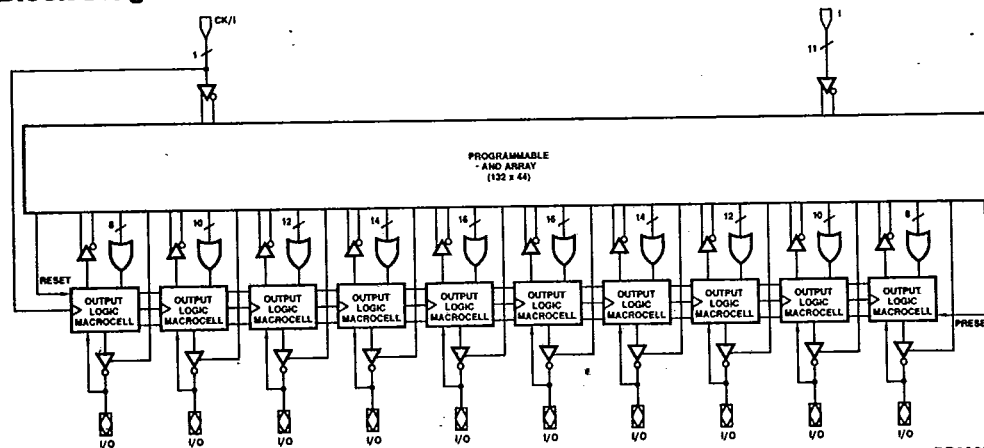 CK/I
I
1
11
PROGRAMMABLE
AND ARRAY
(132 x 44)
8
10
12
14
16
16
14
12
10
8
RESET
OUTPUT
LOGIC
MACROCELL
OUTPUT
LOGIC
MACROCELL
OUTPUT
LOGIC
MACROCELL
OUTPUT
LOGIC
MACROCELL
OUTPUT
LOGIC
MACROCELL
OUTPUT
LOGIC
MACROCELL
OUTPUT
LOGIC
MACROCELL
OUTPUT
LOGIC
MACROCELL
OUTPUT
LOGIC
MACROCELL
OUTPUT
LOGIC
MACROCELL
PRESE
I/O
I/O
I/O
I/O
I/O
I/O
I/O
I/O
I/O
I/O